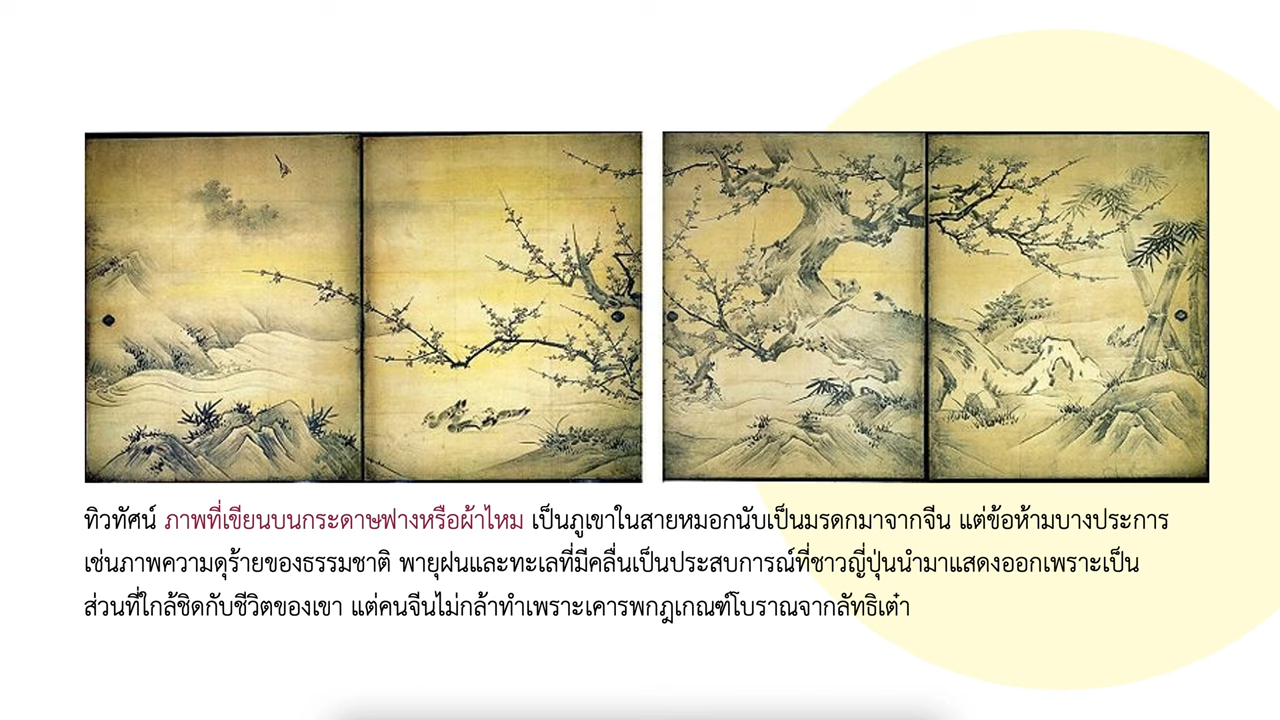 ทิวทัศน์ ภาพที่เขียนบนกระดาษฟางหรือผ้าไหม เป็นภูเขาในสายหมอกนับเป็นมรดกมาจากจีน แต่ข้อห้ามบางประการ
เช่นภาพความดุร้ายของธรรมชาติ พายุฝนและทะเลที่มีคลื่นเป็นประสบการณ์ที่ชาวญี่ปุ่นนำมาแสดงออกเพราะเป็น
ส่วนที่ใกล้ชิดกับชีวิตของเขา แต่คนจีนไม่กล้าทำเพราะเคารพกฎเกณฑ์โบราณจากลัทธิเต๋า